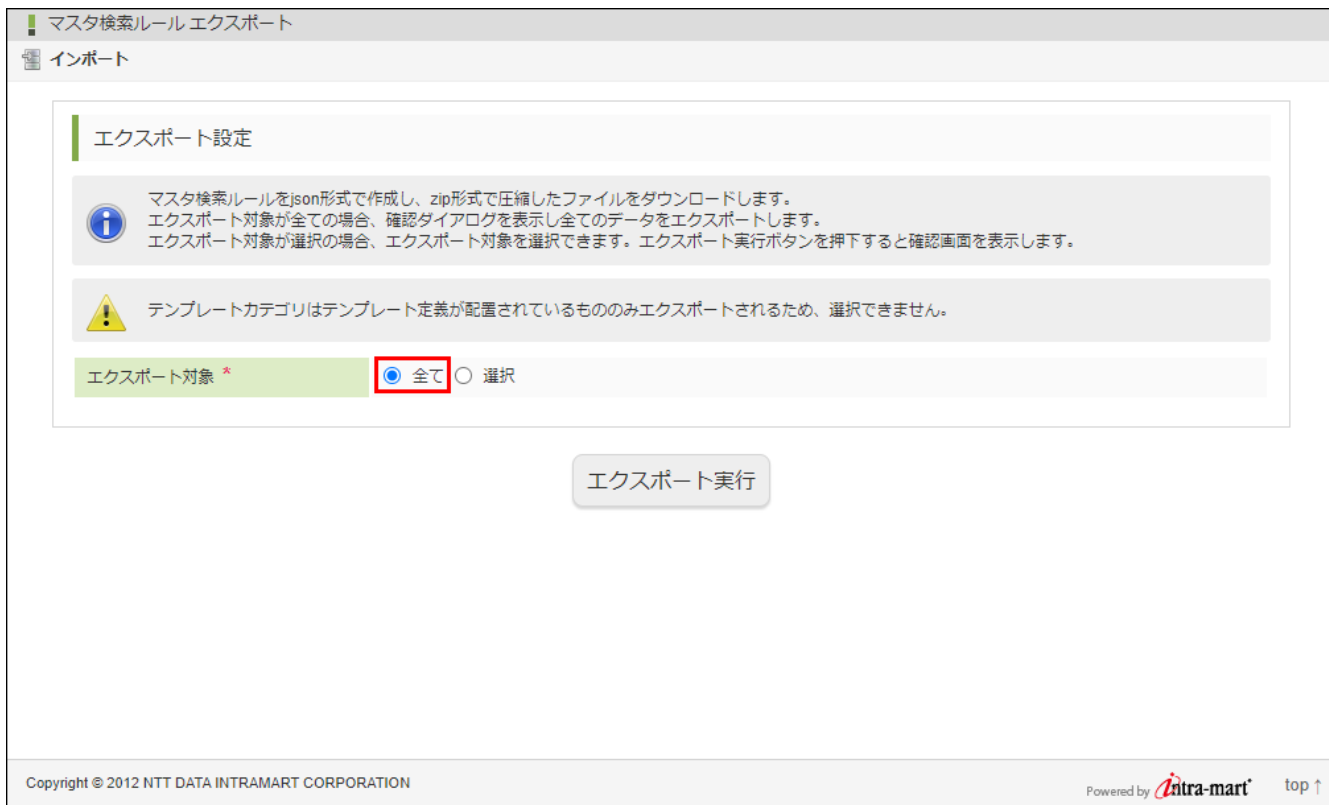 マスタ検索ルール エクスポート
インポート
エクスポート設定
マスタ検索ルールをjson形式で作成し、zip形式で圧縮したファイルをダウンロードします。
エクスポート対象が全ての場合、確認ダイアログを表示し全てのデータをエクスポートします。
エクスポート対象が選択の場合、エクスポート対象を選択できます。エクスポート実行ボタンを押下すると確認画面を表示します。
テンプレートカテゴリはテンプレート定義が配置されているもののみエクスポートされるため、選択できません。
エクスポート対象 * 全て 選択
エクスポート実行
Copyright © 2012 NTT DATA INTRAMART CORPORATION Powered by intra-mart top ↑